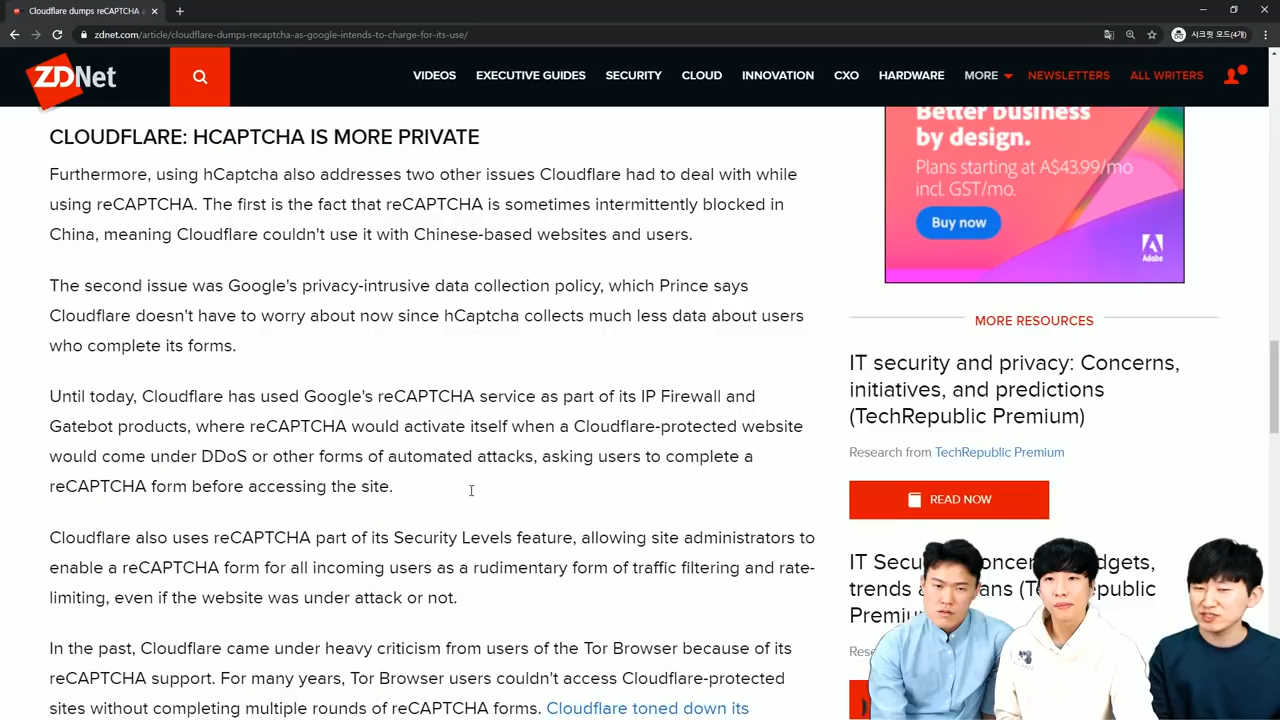 Cloudflare dumps reCAPTCHA
zdnet.com/article/cloudflare-dumps-recaptcha-as-google-intends-to-charge-for-its-use/
시크릿 모드(4개)
ZDNet
VIDEOS
EXECUTIVE GUIDES
SECURITY
CLOUD
INNOVATION
CXO
HARDWARE
MORE
NEWSLETTERS
ALL WRITERS
CLOUDFLARE: HCAPTCHA IS MORE PRIVATE
Furthermore, using hCaptcha also addresses two other issues Cloudflare had to deal with while
using reCAPTCHA. The first is the fact that reCAPTCHA is sometimes intermittently blocked in
China, meaning Cloudflare couldn't use it with Chinese-based websites and users.
The second issue was Google's privacy-intrusive data collection policy, which Prince says
Cloudflare doesn't have to worry about now since hCaptcha collects much less data about users
who complete its forms.
Until today, Cloudflare has used Google's reCAPTCHA service as part of its IP Firewall and
Gatebot products, where reCAPTCHA would activate itself when a Cloudflare-protected website
would come under DDoS or other forms of automated attacks, asking users to complete a
reCAPTCHA form before accessing the site.
Cloudflare also uses reCAPTCHA part of its Security Levels feature, allowing site administrators to
enable a reCAPTCHA form for all incoming users as a rudimentary form of traffic filtering and rate-
limiting, even if the website was under attack or not.
In the past, Cloudflare came under heavy criticism from users of the Tor Browser because of its
reCAPTCHA support. For many years, Tor Browser users couldn't access Cloudflare-protected
sites without completing multiple rounds of reCAPTCHA forms. Cloudflare toned down its
Better business
by design.
Plans starting at A$43.99/mo
incl. GST/mo.
Buy now
Adobe
MORE RESOURCES
IT security and privacy: Concerns,
initiatives, and predictions
(TechRepublic Premium)
Research from TechRepublic Premium
READ NOW
IT
trends